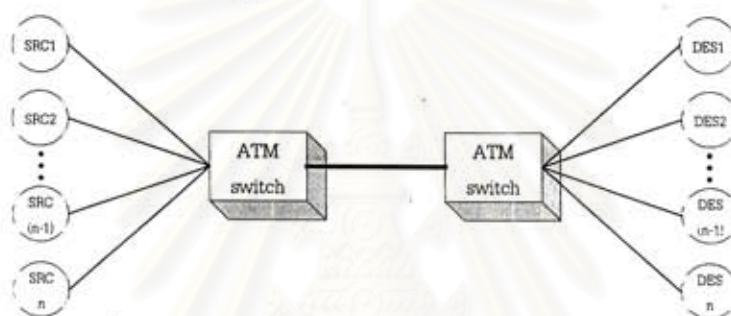 SRC1
SRC2
SRC
(n-1)
SRC
n
ATM
switch
ATM
switch
DES1
DES2
DES
(n-1!
DES
n